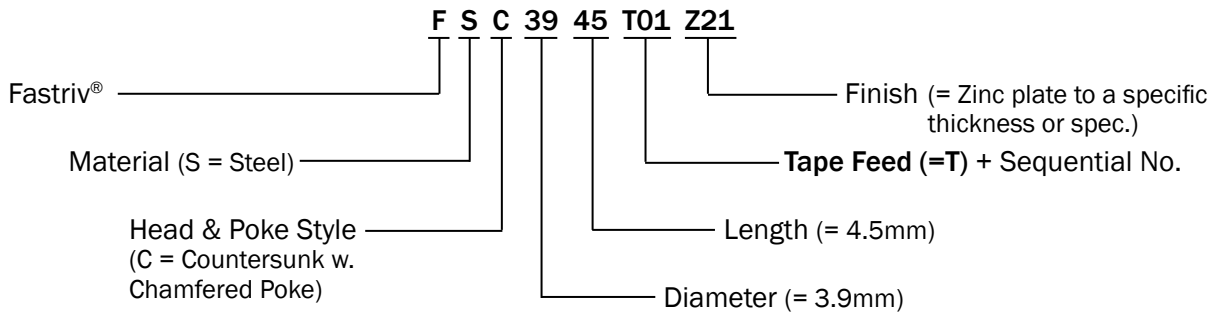 F S C 39 45 T01 Z21
Fastriv®
Finish (= Zinc plate to a specific
thickness or spec.)
Material (S = Steel)
Tape Feed (=T) + Sequential No.
Head & Poke Style
(C = Countersunk w.
Chamfered Poke)
Length (= 4.5mm)
Diameter (= 3.9mm)